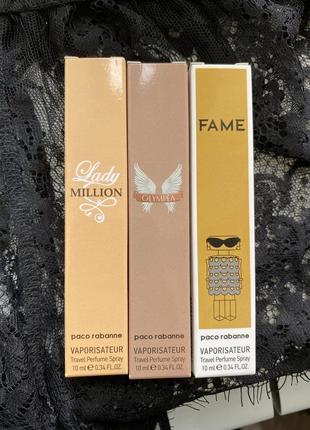 Lady
MILLION
paco rabanne
VAPORISATEUR
Travel Perfume Spray
10 ml ℮ 0.34 FL.OZ.
OLYMPEA
paco rabanne
VAPORISATEUR
Travel Perfume Spray
10 ml ℮ 0.34 FL.OZ.
FAME
paco rabanne
VAPORISATEUR
Travel Perfume Spray
10 ml ℮ 0.34 FL.OZ.